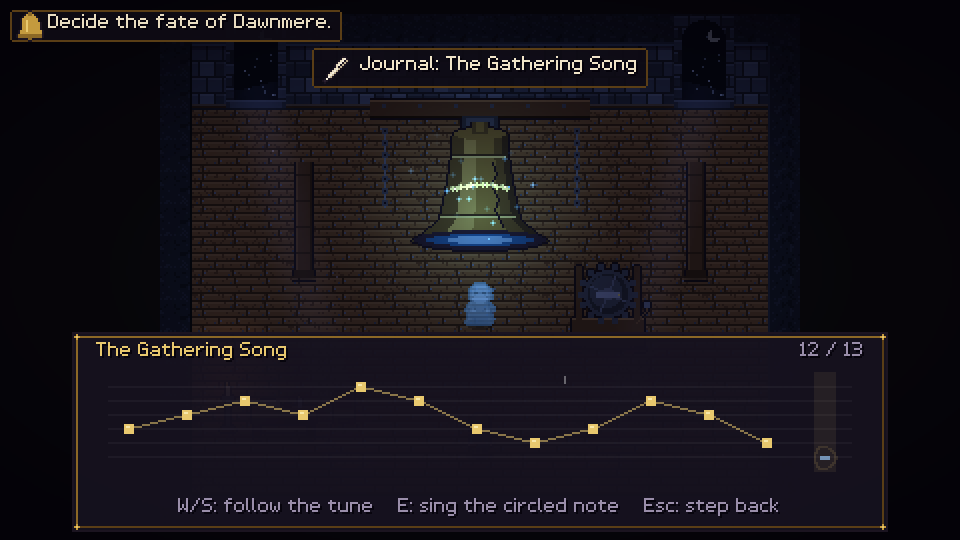 Decide the fate of Dawnmere.
Journal: The Gathering Song
The Gathering Song
12 / 13
W/S: follow the tune E: sing the circled note Esc: step back